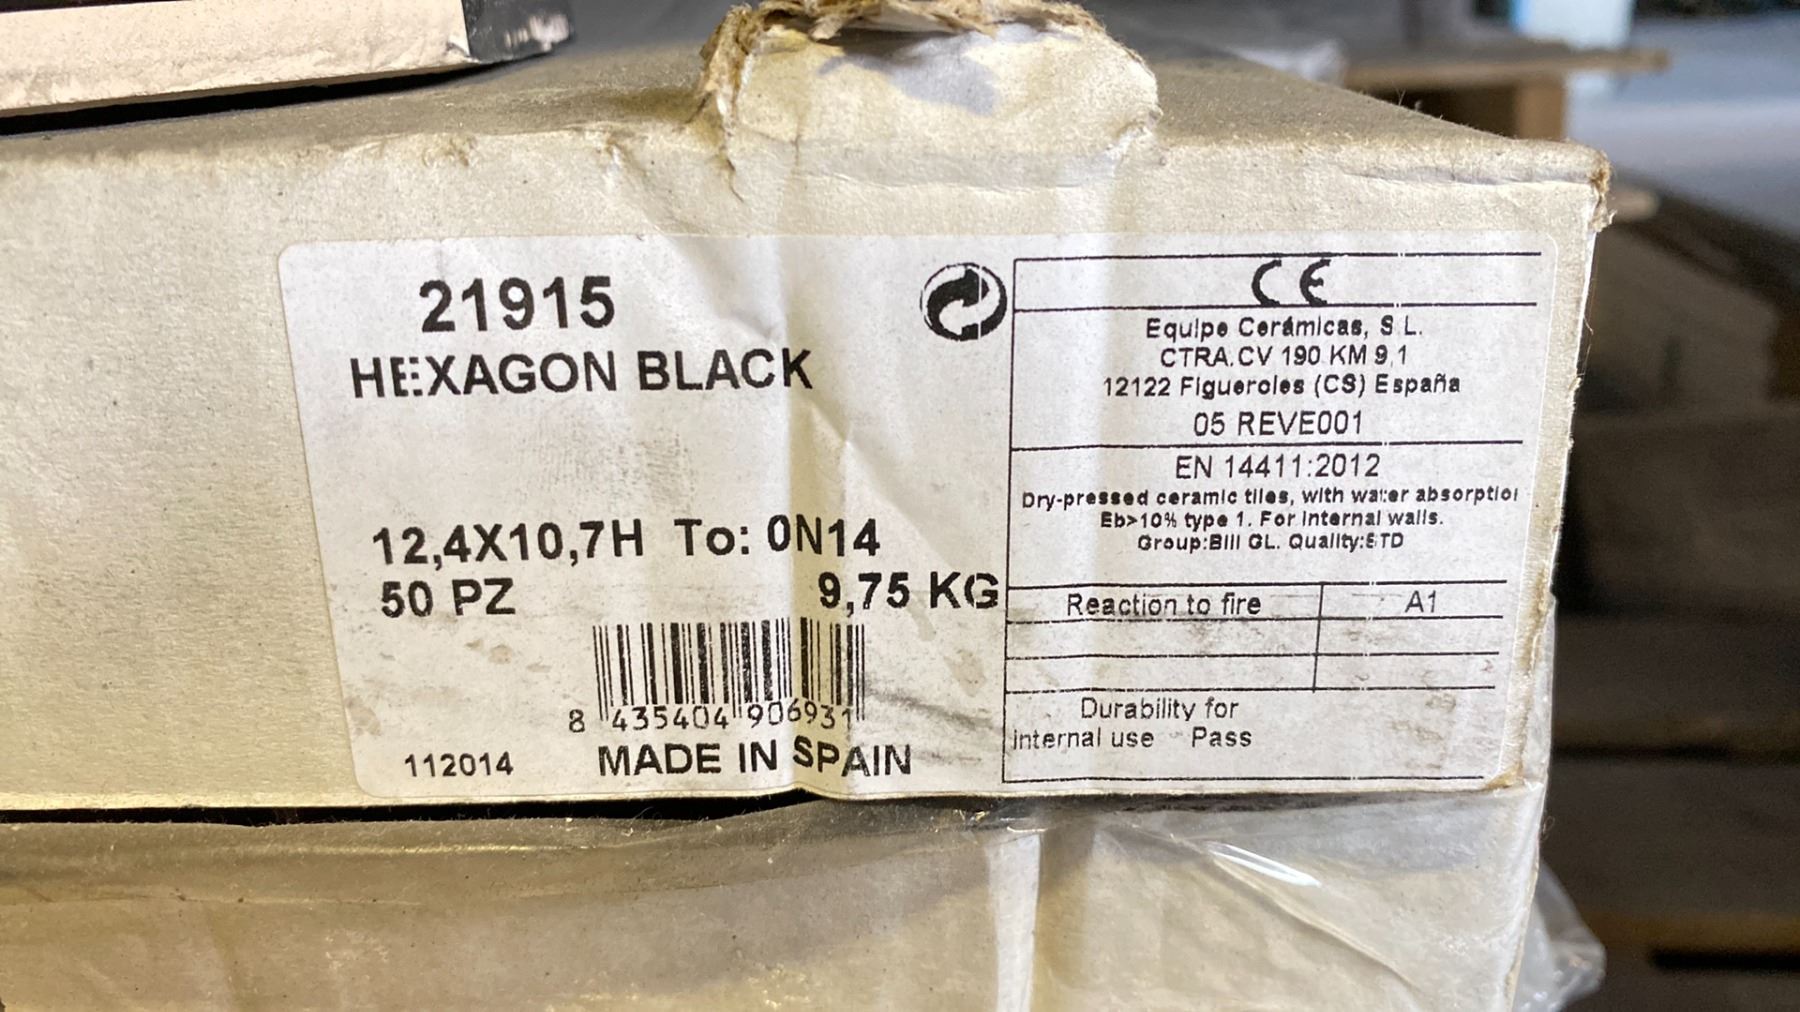 21915
HEXAGON BLACK
12,4X10,7H To: 0N14
50 PZ 9,75 KG
8 435404 906931
112014 MADE IN SPAIN
CE
Equipe Cerámicas, S.L.
CTRA.CV 190 KM 9,1
12122 Figueroles (CS) España
05 REVE001
EN 14411:2012
Dry-pressed ceramic tiles, with water absorptio
Eb>10% type 1. For internal walls.
Group:BIII GL. Quality:ETD
Reaction to fire A1
Durability for
internal use Pass